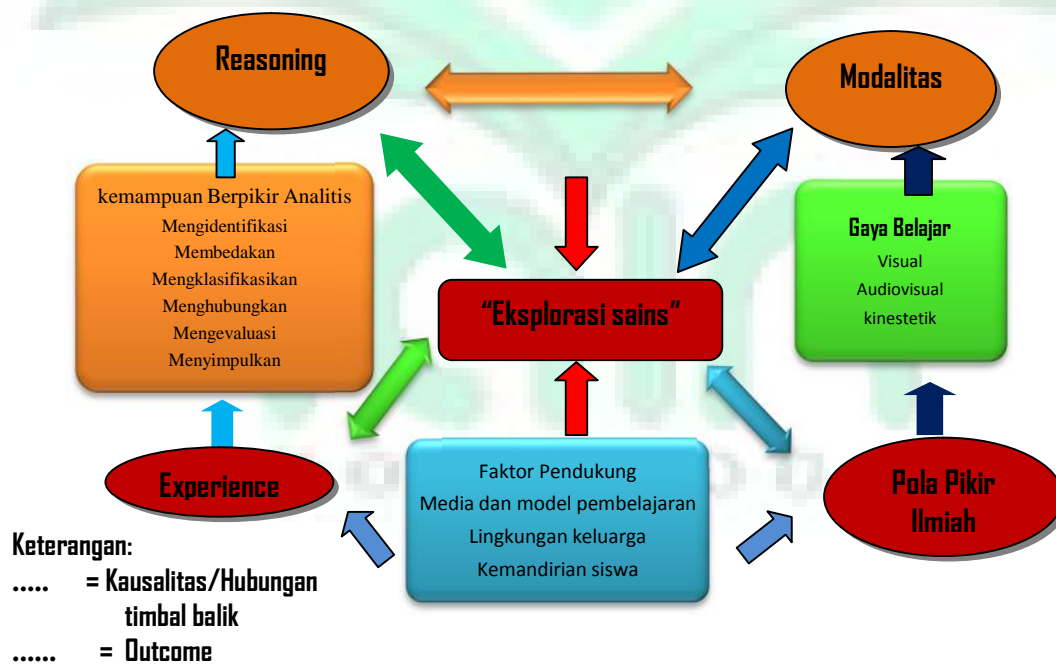 Reasoning
Modalitas
kemampuan Berpikir Analitis
Mengidentifikasi
Membedakan
Mengklasifikasikan
Menghubungkan
Mengevaluasi
Menyimpulkan
Gaya Belajar
Visual
Audiovisual
kinestetik
“Eksplorasi sains”
Experience
Faktor Pendukung
Media dan model pembelajaran
Lingkungan keluarga
Kemandirian siswa
Pola Pikir
Ilmiah
Keterangan:
..... = Kausalitas/Hubungan
timbal balik
...... = Outcome